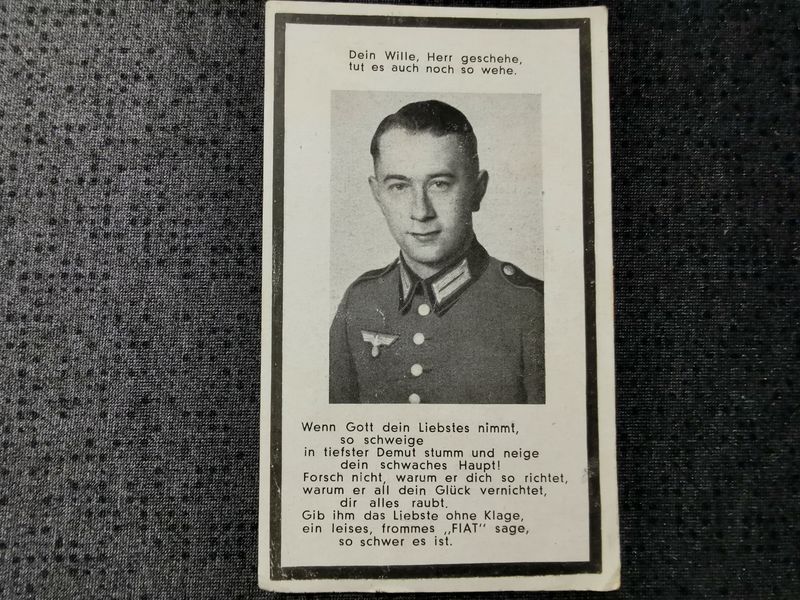 Dein Wille, Herr geschehe,
tut es auch noch so wehe.
Wenn Gott dein Liebstes nimmt,
so schweige
in tiefster Demut stumm und neige
dein schwaches Haupt!
Forsch nicht, warum er dich so richtet,
warum er all dein Glück vernichtet,
dir alles raubt.
Gib ihm das Liebste ohne Klage,
ein leises, frommes „FIAT“ sage,
so schwer es ist.